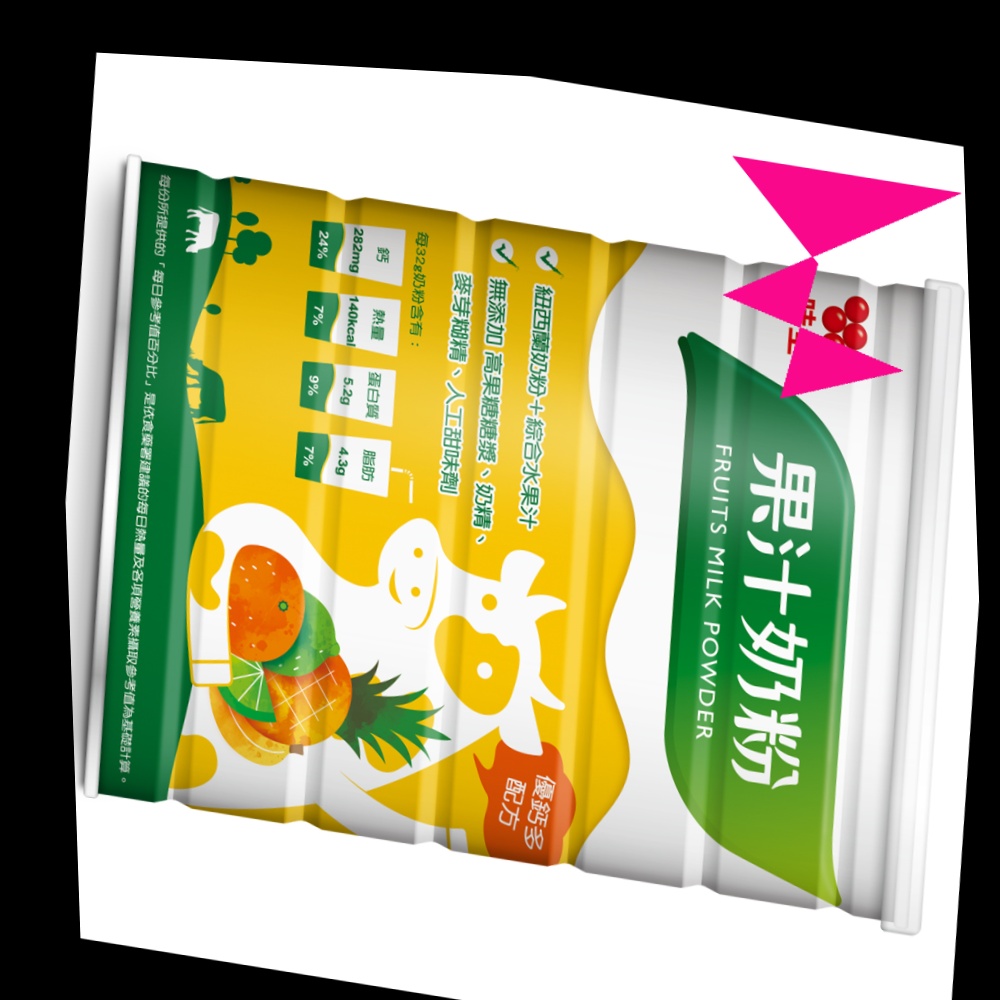 果汁奶粉
FRUITS MILK POWDER
紐西蘭奶粉＋綜合水果汁
無添加 高果糖糖漿、奶精、
麥芽糊精、人工甜味劑
優鈣多
配方
每32g奶粉含有：
鈣
282mg
24%
熱量
140kcal
7%
蛋白質
5.2g
9%
脂肪
4.3g
7%
每份所提供的「每日參考值百分比」是依食藥署建議的每日熱量及各項營養素攝取參考值為基礎計算。